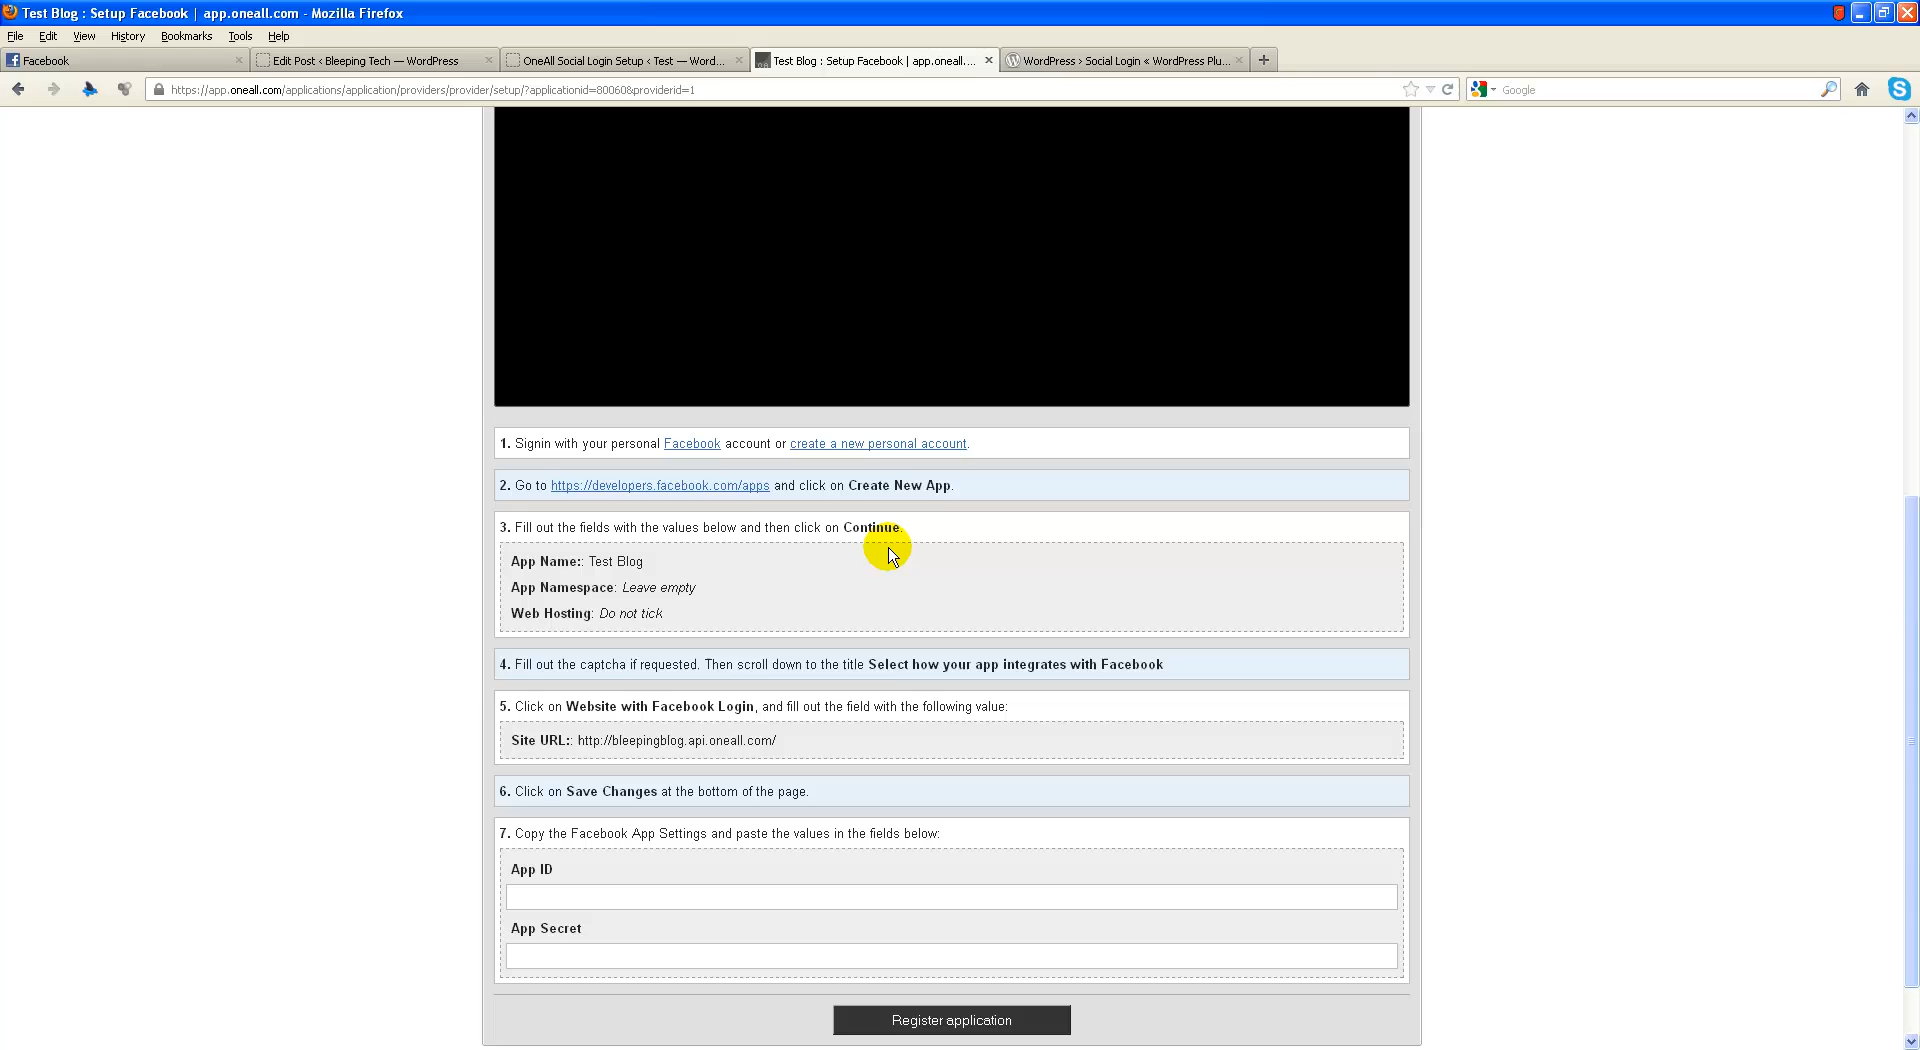 Test Blog : Setup Facebook | app.oneall.com - Mozilla Firefox
File Edit View History Bookmarks Tools Help
Facebook
Edit Post ‹ Bleeping Tech — WordPress
OneAll Social Login Setup ‹ Test — Word...
Test Blog : Setup Facebook | app.oneall....
WordPress › Social Login « WordPress Plu...
https://app.oneall.com/applications/application/providers/provider/setup/?applicationid=80060&providerid=1
Google
1. Signin with your personal Facebook account or create a new personal account.
2. Go to https://developers.facebook.com/apps and click on Create New App.
3. Fill out the fields with the values below and then click on Continue.
App Name:: Test Blog
App Namespace: Leave empty
Web Hosting: Do not tick
4. Fill out the captcha if requested. Then scroll down to the title Select how your app integrates with Facebook
5. Click on Website with Facebook Login, and fill out the field with the following value:
Site URL:: http://bleepingblog.api.oneall.com/
6. Click on Save Changes at the bottom of the page.
7. Copy the Facebook App Settings and paste the values in the fields below:
App ID
App Secret
Register application